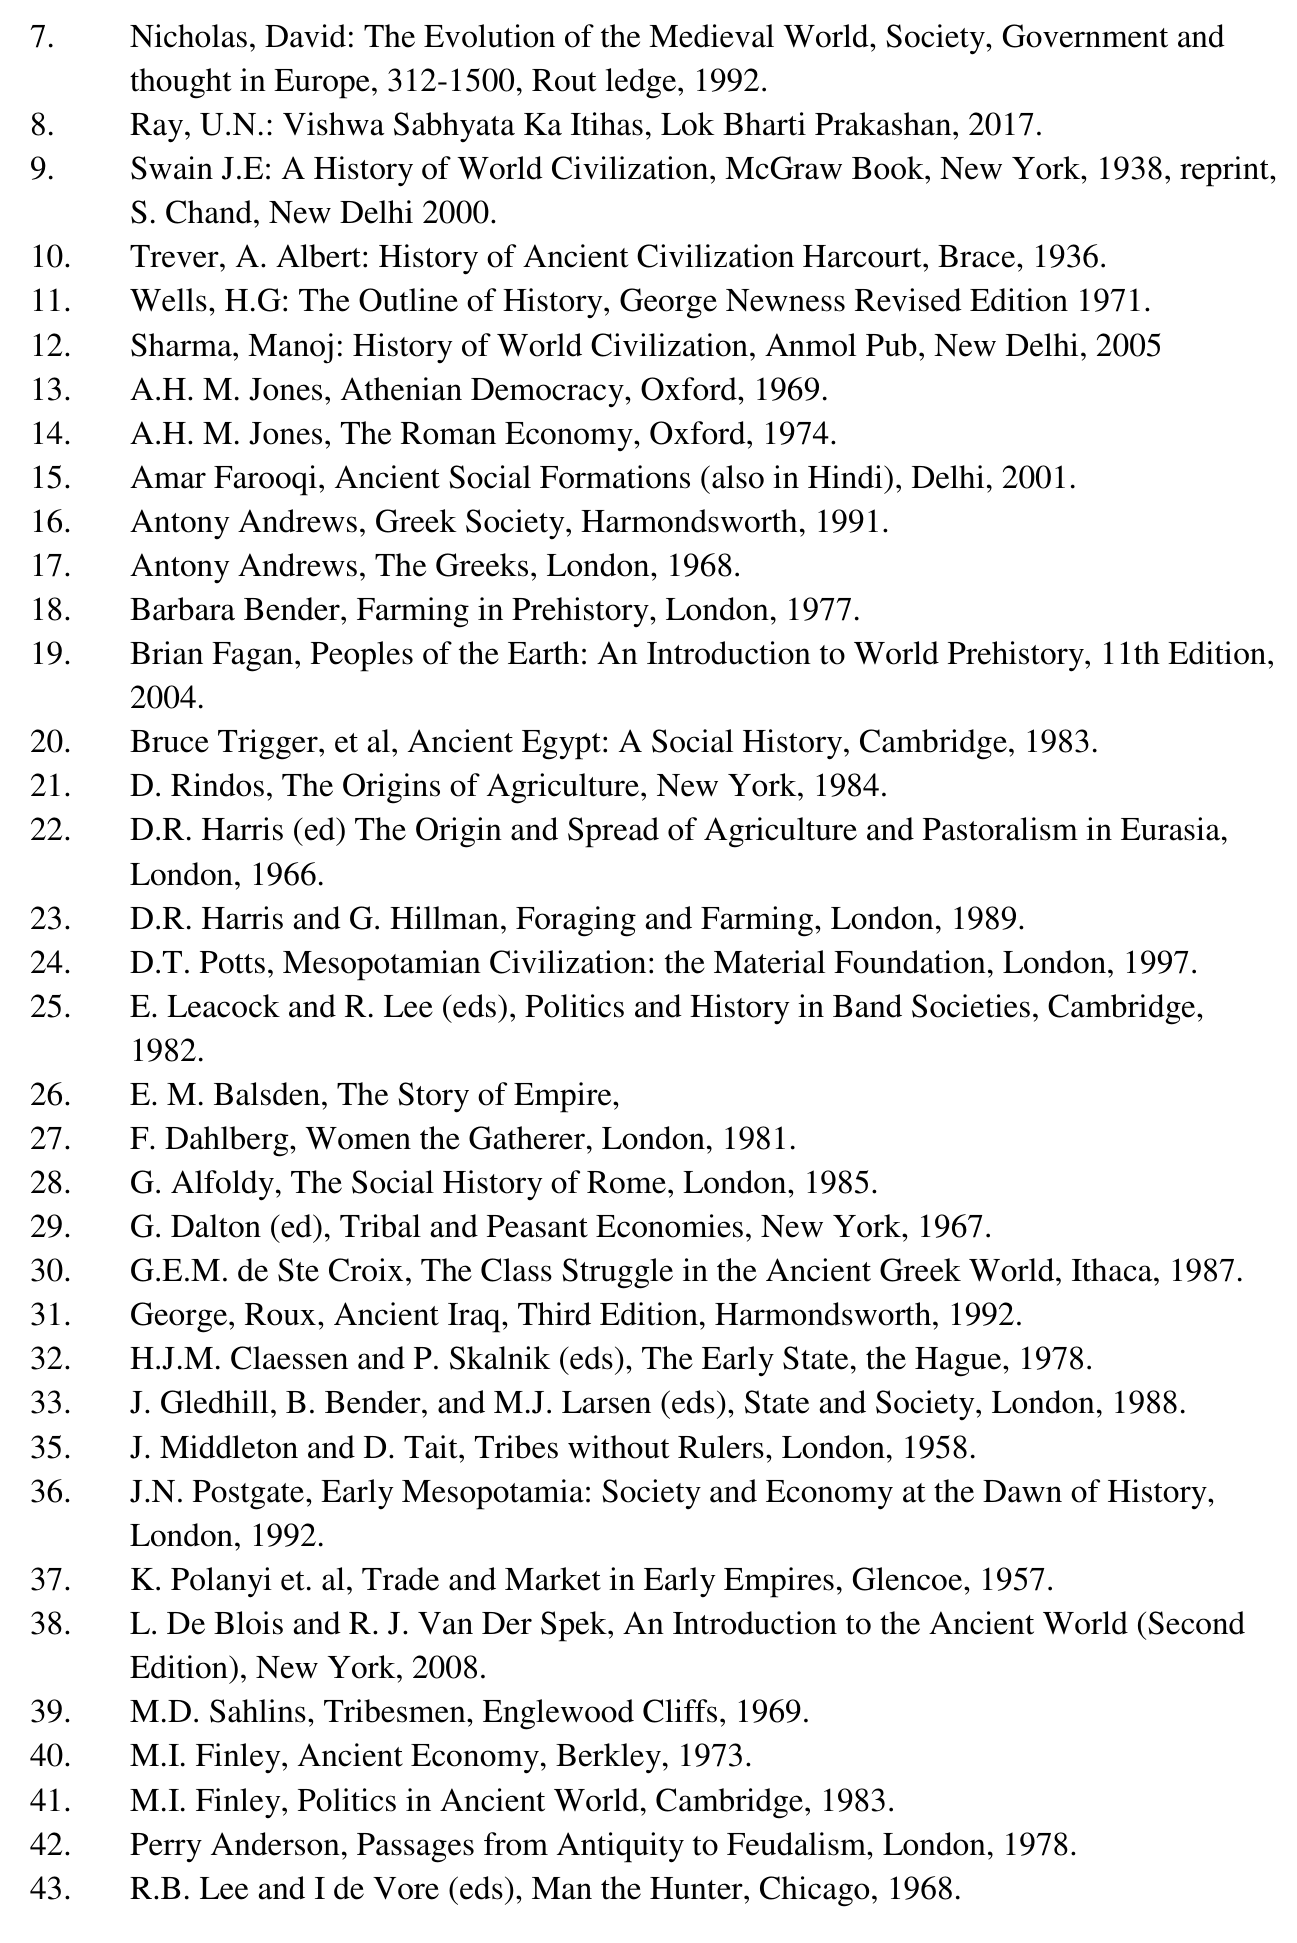 7. Nicholas, David: The Evolution of the Medieval World, Society, Government and
thought in Europe, 312-1500, Rout ledge, 1992.
8. Ray, U.N.: Vishwa Sabhyata Ka Itihas, Lok Bharti Prakashan, 2017.
9. Swain J.E: A History of World Civilization, McGraw Book, New York, 1938, reprint,
S. Chand, New Delhi 2000.
10. Trever, A. Albert: History of Ancient Civilization Harcourt, Brace, 1936.
11. Wells, H.G: The Outline of History, George Newness Revised Edition 1971.
12. Sharma, Manoj: History of World Civilization, Anmol Pub, New Delhi, 2005
13. A.H. M. Jones, Athenian Democracy, Oxford, 1969.
14. A.H. M. Jones, The Roman Economy, Oxford, 1974.
15. Amar Farooqi, Ancient Social Formations (also in Hindi), Delhi, 2001.
16. Antony Andrews, Greek Society, Harmondsworth, 1991.
17. Antony Andrews, The Greeks, London, 1968.
18. Barbara Bender, Farming in Prehistory, London, 1977.
19. Brian Fagan, Peoples of the Earth: An Introduction to World Prehistory, 11th Edition,
2004.
20. Bruce Trigger, et al, Ancient Egypt: A Social History, Cambridge, 1983.
21. D. Rindos, The Origins of Agriculture, New York, 1984.
22. D.R. Harris (ed) The Origin and Spread of Agriculture and Pastoralism in Eurasia,
London, 1966.
23. D.R. Harris and G. Hillman, Foraging and Farming, London, 1989.
24. D.T. Potts, Mesopotamian Civilization: the Material Foundation, London, 1997.
25. E. Leacock and R. Lee (eds), Politics and History in Band Societies, Cambridge,
1982.
26. E. M. Balsden, The Story of Empire,
27. F. Dahlberg, Women the Gatherer, London, 1981.
28. G. Alfoldy, The Social History of Rome, London, 1985.
29. G. Dalton (ed), Tribal and Peasant Economies, New York, 1967.
30. G.E.M. de Ste Croix, The Class Struggle in the Ancient Greek World, Ithaca, 1987.
31. George, Roux, Ancient Iraq, Third Edition, Harmondsworth, 1992.
32. H.J.M. Claessen and P. Skalnik (eds), The Early State, the Hague, 1978.
33. J. Gledhill, B. Bender, and M.J. Larsen (eds), State and Society, London, 1988.
35. J. Middleton and D. Tait, Tribes without Rulers, London, 1958.
36. J.N. Postgate, Early Mesopotamia: Society and Economy at the Dawn of History,
London, 1992.
37. K. Polanyi et. al, Trade and Market in Early Empires, Glencoe, 1957.
38. L. De Blois and R. J. Van Der Spek, An Introduction to the Ancient World (Second
Edition), New York, 2008.
39. M.D. Sahlins, Tribesmen, Englewood Cliffs, 1969.
40. M.I. Finley, Ancient Economy, Berkley, 1973.
41. M.I. Finley, Politics in Ancient World, Cambridge, 1983.
42. Perry Anderson, Passages from Antiquity to Feudalism, London, 1978.
43. R.B. Lee and I de Vore (eds), Man the Hunter, Chicago, 1968.